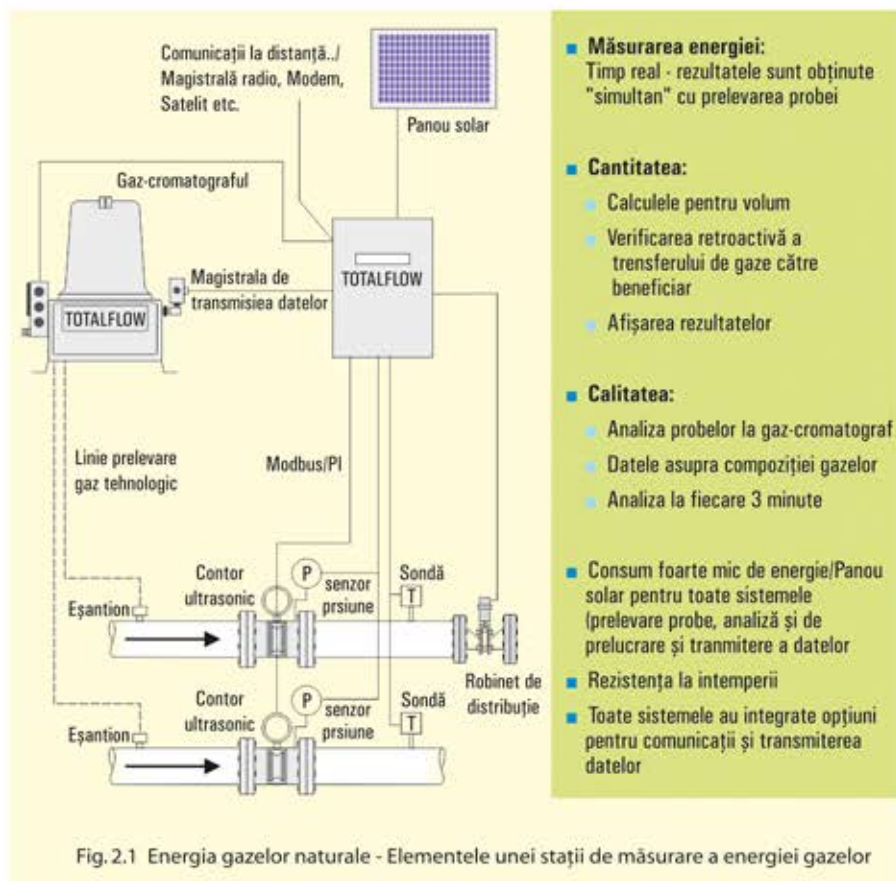 Comunicații la distanță../
Magistrală radio, Modem,
Satelit etc.
Panou solar
Gaz-cromatograful
TOTALFLOW
Magistrala de
transmisiea datelor
TOTALFLOW
Linie prelevare
gaz tehnologic
Modbus/PI
Eșantion
Contor
ultrasonic
P
senzor
prsiune
Sondă
T
Robinet de
distribuție
Eșantion
Contor
ultrasonic
P
senzor
prsiune
Sondă
T
Măsurarea energiei:
Timp real - rezultatele sunt obținute
"simultan" cu prelevarea probei
Cantitatea:
Calculele pentru volum
Verificarea retroactivă a
trensferului de gaze către
beneficiar
Afișarea rezultatelor
Calitatea:
Analiza probelor la gaz-cromatograf
Datele asupra compoziției gazelor
Analiza la fiecare 3 minute
Consum foarte mic de energie/Panou
solar pentru toate sistemele
(prelevare probe, analiză și de
prelucrare și tranmitere a datelor
Rezistența la intemperii
Toate sistemele au integrate opțiuni
pentru comunicații și transmiterea
datelor
Fig. 2.1 Energia gazelor naturale - Elementele unei stații de măsurare a energiei gazelor